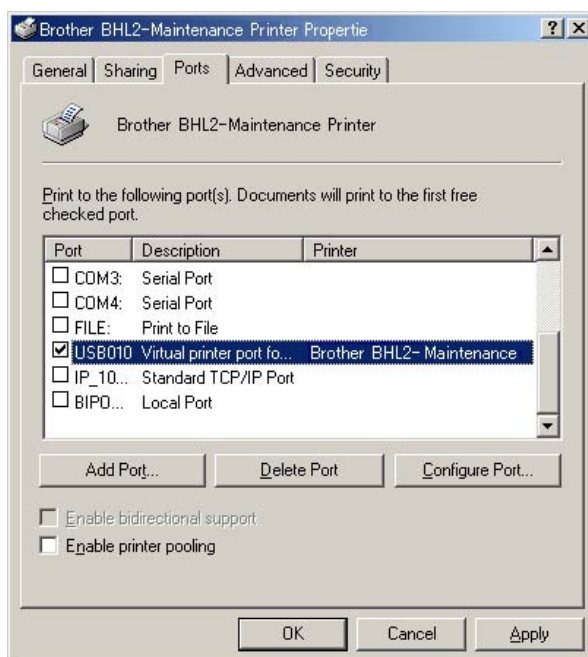 Brother BHL2-Maintenance Printer Propertie
General Sharing Ports Advanced Security
Brother BHL2-Maintenance Printer
Print to the following port(s). Documents will print to the first free
checked port.
Port Description Printer
COM3: Serial Port
COM4: Serial Port
FILE: Print to File
USB010 Virtual printer port fo... Brother BHL2- Maintenance
IP_10... Standard TCP/IP Port
BIPO... Local Port
Add Port... Delete Port Configure Port...
Enable bidirectional support
Enable printer pooling
OK Cancel Apply